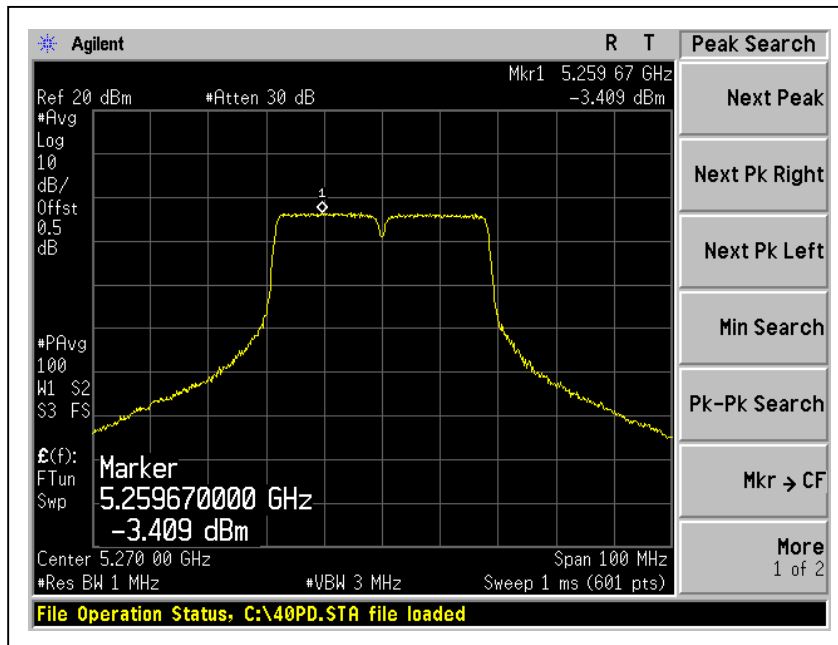 Agilent
R T
Peak Search
Mkr1 5.259 67 GHz
Ref 20 dBm #Atten 30 dB -3.409 dBm
#Avg
Log
10
dB/
Offst
0.5
dB
1
#PAvg
100
W1 S2
S3 FS
£(f):
FTun
Swp
Marker
5.259670000 GHz
-3.409 dBm
Center 5.270 00 GHz Span 100 MHz
#Res BW 1 MHz #VBW 3 MHz Sweep 1 ms (601 pts)
File Operation Status, C:\40PD.STA file loaded
Next Peak
Next Pk Right
Next Pk Left
Min Search
Pk-Pk Search
Mkr → CF
More
1 of 2